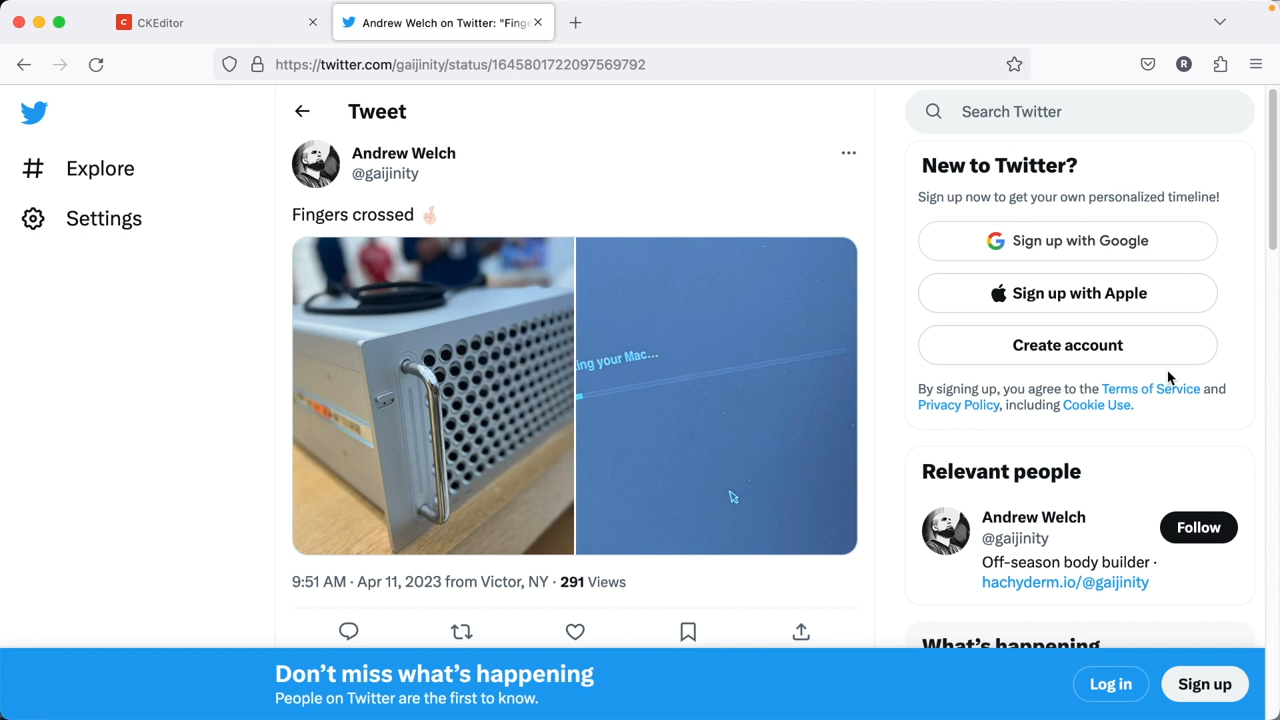 CKEditor
Andrew Welch on Twitter: "Finge
https://twitter.com/gaijinity/status/1645801722097569792
R
Explore
Settings
Tweet
Andrew Welch
@gaijinity
Fingers crossed 🤞🏻
ing your Mac...
9:51 AM · Apr 11, 2023 from Victor, NY · 291 Views
Search Twitter
New to Twitter?
Sign up now to get your own personalized timeline!
Sign up with Google
Sign up with Apple
Create account
By signing up, you agree to the Terms of Service and
Privacy Policy, including Cookie Use.
Relevant people
Andrew Welch
@gaijinity
Follow
Off-season body builder ·
hachyderm.io/@gaijinity
What's happening
Don't miss what's happening
People on Twitter are the first to know.
Log in
Sign up